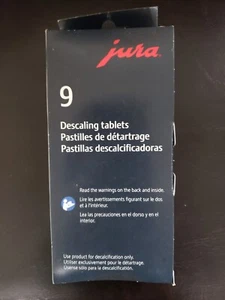 jura
9
Descaling tablets
Pastilles de détartrage
Pastillas descalcificadoras
Read the warnings on the back and inside.
Lire les avertissements figurant sur le dos
et à l'intérieur.
Lea las precauciones en el dorso y en el
interior.
Use product for decalcification only.
Utiliser exclusivement pour le détartrage.
Usarse sólo para la descalcificación.